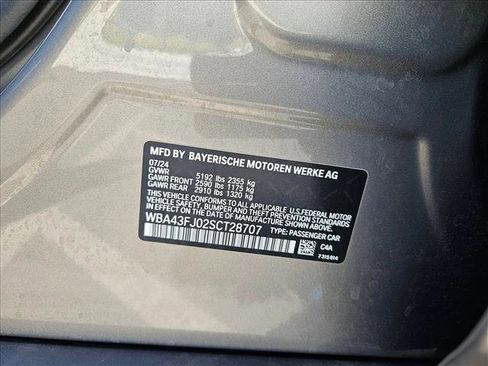 MFD BY BAYERISCHE MOTOREN WERKE AG
07/24
GVWR 5192 lbs 2355 kg
GAWR FRONT 2590 lbs 1175 kg
GAWR REAR 2910 lbs 1320 kg
THIS VEHICLE CONFORMS TO ALL APPLICABLE U.S. FEDERAL MOTOR
VEHICLE SAFETY, BUMPER AND THEFT PREVENTION STANDARDS IN
EFFECT ON THE DATE OF MANUFACTURE SHOWN ABOVE.
WBA43FJ02SCT28707 TYPE: PASSENGER CAR
C4A